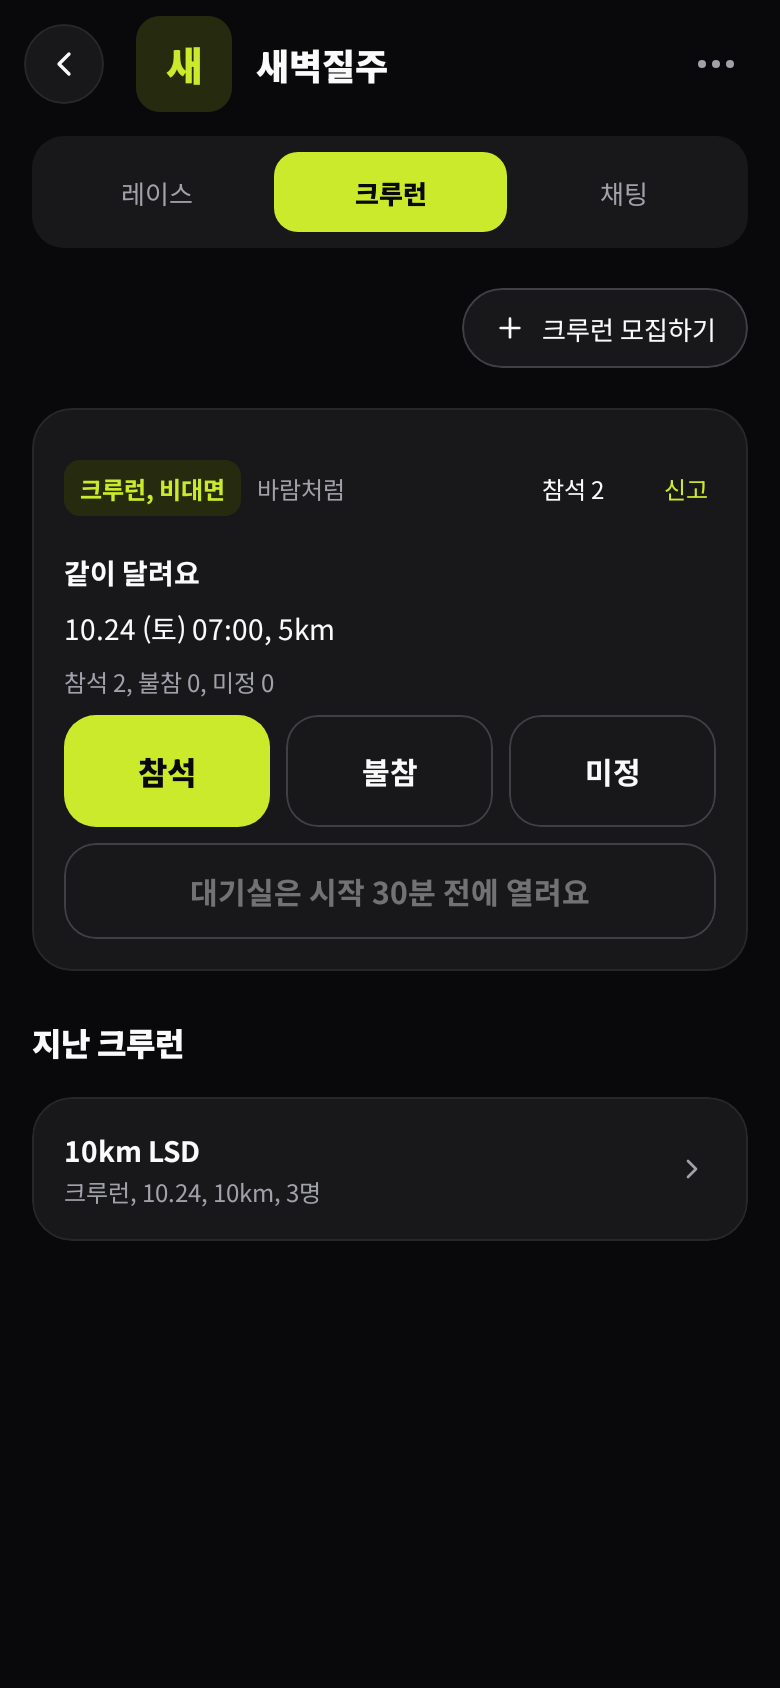 새 새벽질주
레이스 크루런 채팅
크루런 모집하기
크루런, 비대면 바람처럼 참석 2 신고
같이 달려요
10.24 (토) 07:00, 5km
참석 2, 불참 0, 미정 0
참석 불참 미정
대기실은 시작 30분 전에 열려요
지난 크루런
10km LSD
크루런, 10.24, 10km, 3명